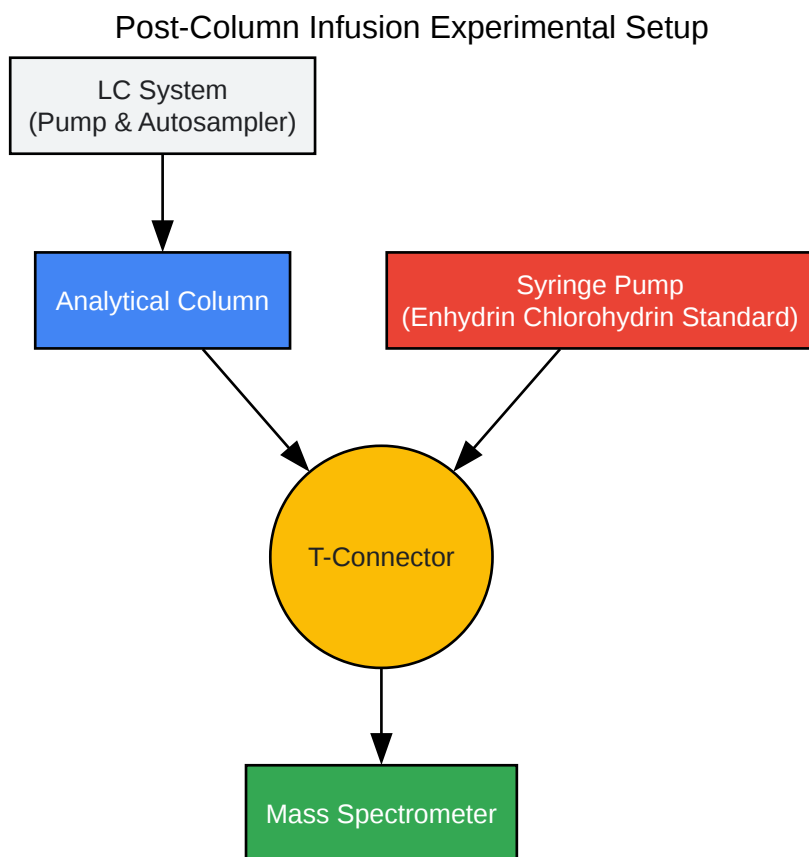 Post-Column Infusion Experimental Setup
LC System
(Pump & Autosampler)
Analytical Column
Syringe Pump
(Enhydrin Chlorohydrin Standard)
T-Connector
Mass Spectrometer